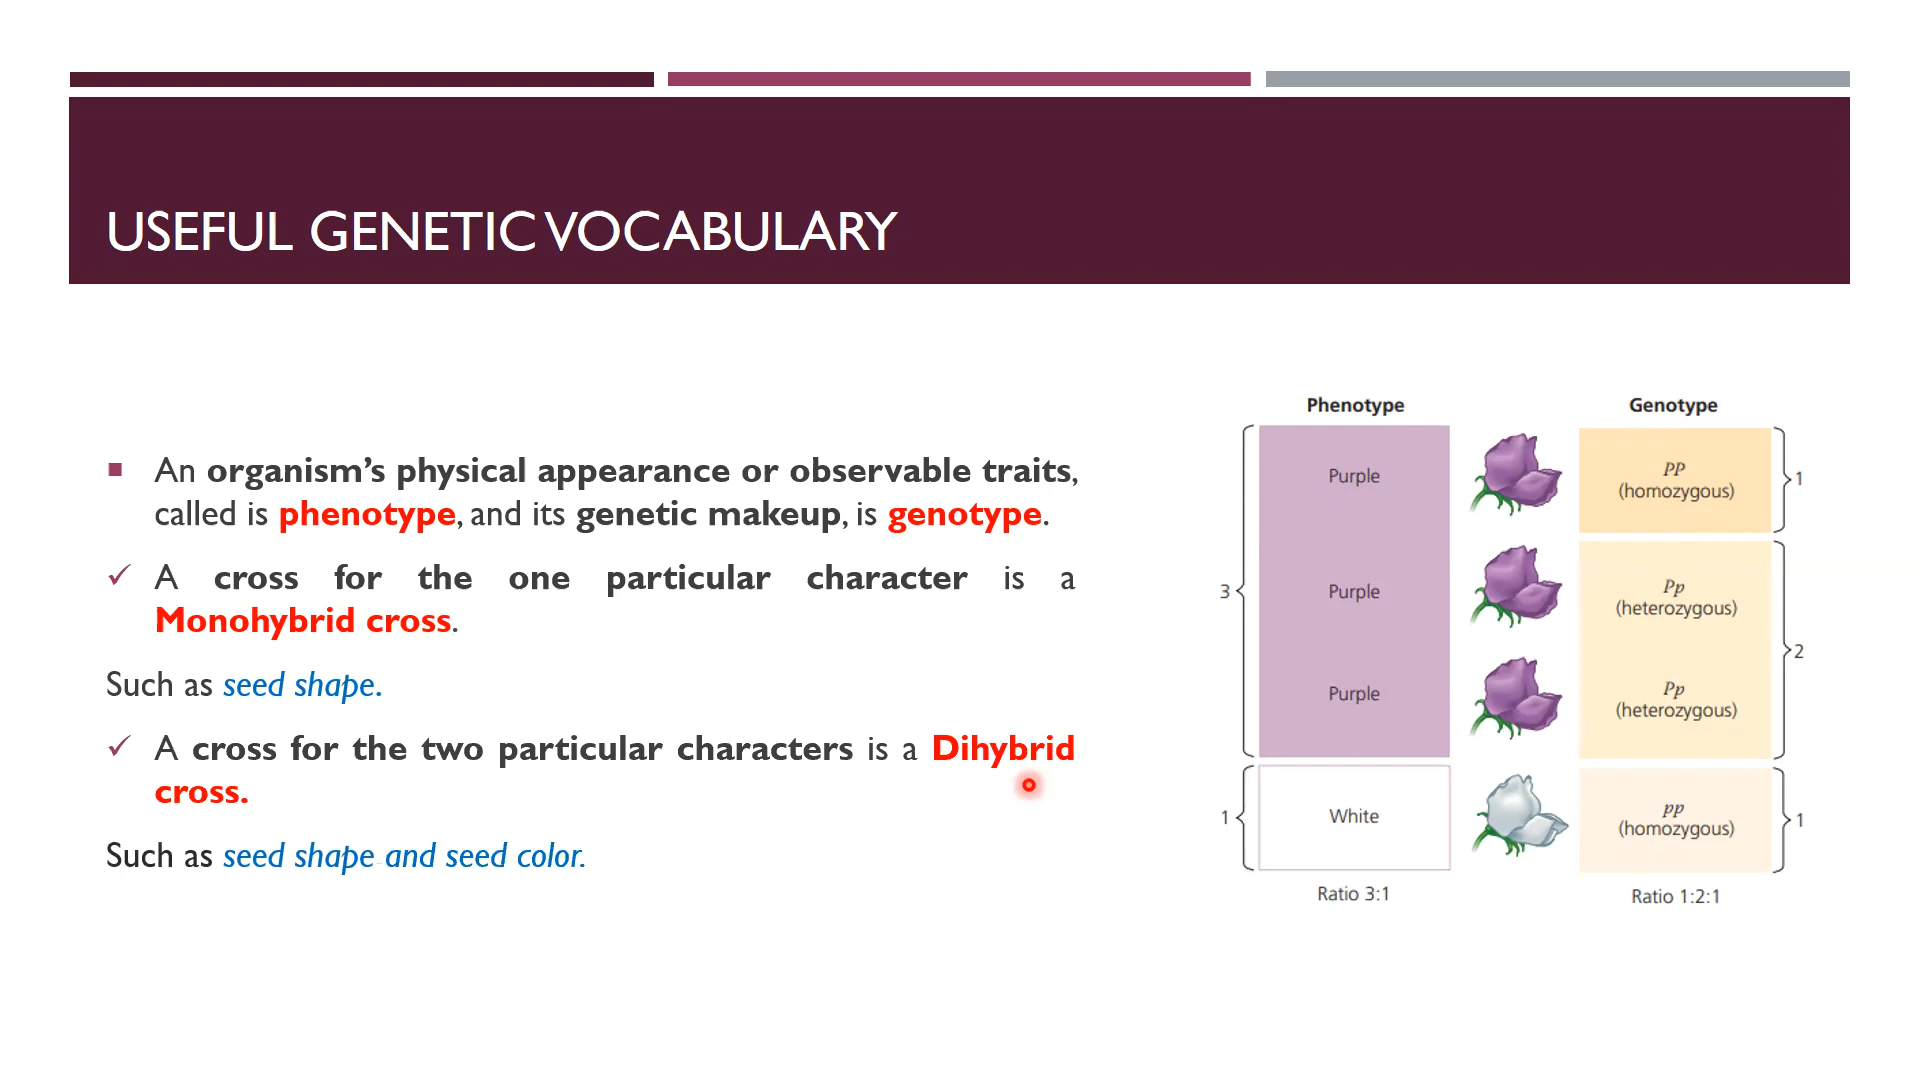 USEFUL GENETIC VOCABULARY
An organism's physical appearance or observable traits,
called is phenotype, and its genetic makeup, is genotype.
A cross for the one particular character is a
Monohybrid cross.
Such as seed shape.
A cross for the two particular characters is a Dihybrid
cross.
Such as seed shape and seed color.
Phenotype
Genotype
Purple
PP
(homozygous)
1
3
Purple
Pp
(heterozygous)
2
Purple
Pp
(heterozygous)
1
White
pp
(homozygous)
1
Ratio 3:1
Ratio 1:2:1